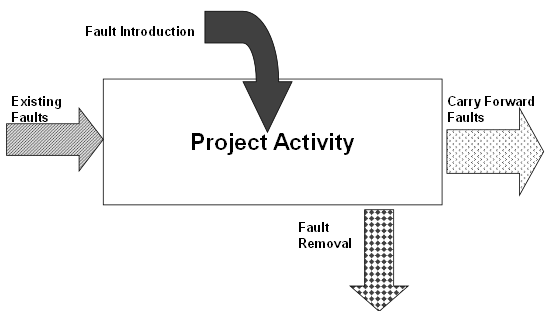 Fault Introduction
Existing
Faults
Project Activity
Carry Forward
Faults
Fault
Removal